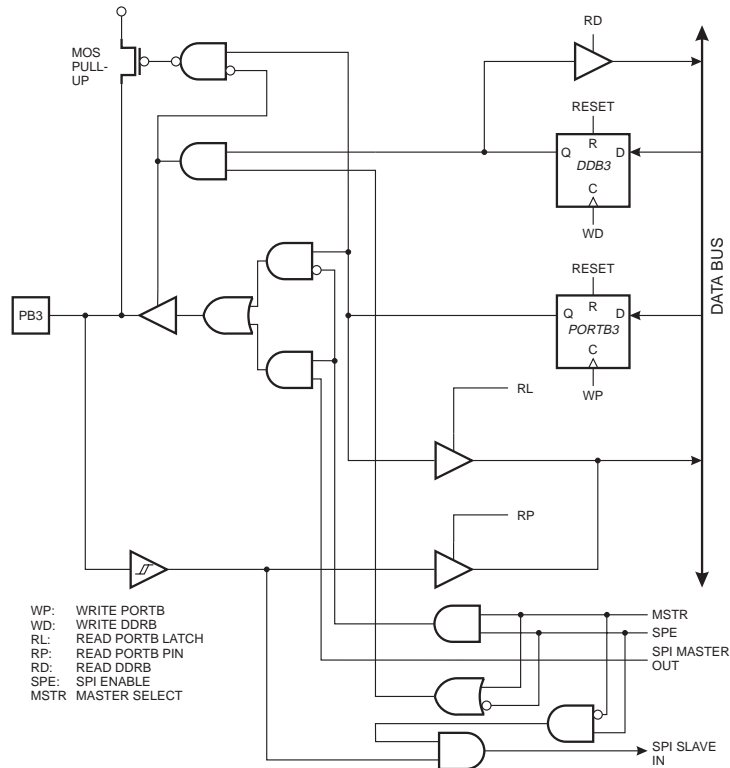 RD
MOS
PULL-
UP
RESET
R
Q
D
DDB3
C
WD
RESET
R
Q
D
PB3
PORTB3
C
DATA BUS
WP
RL
RP
WP: WRITE PORTB
WD: WRITE DDRB
RL: READ PORTB LATCH
RP: READ PORTB PIN
RD: READ DDRB
SPE: SPI ENABLE
MSTR MASTER SELECT
MSTR
SPE
SPI MASTER
OUT
SPI SLAVE
IN